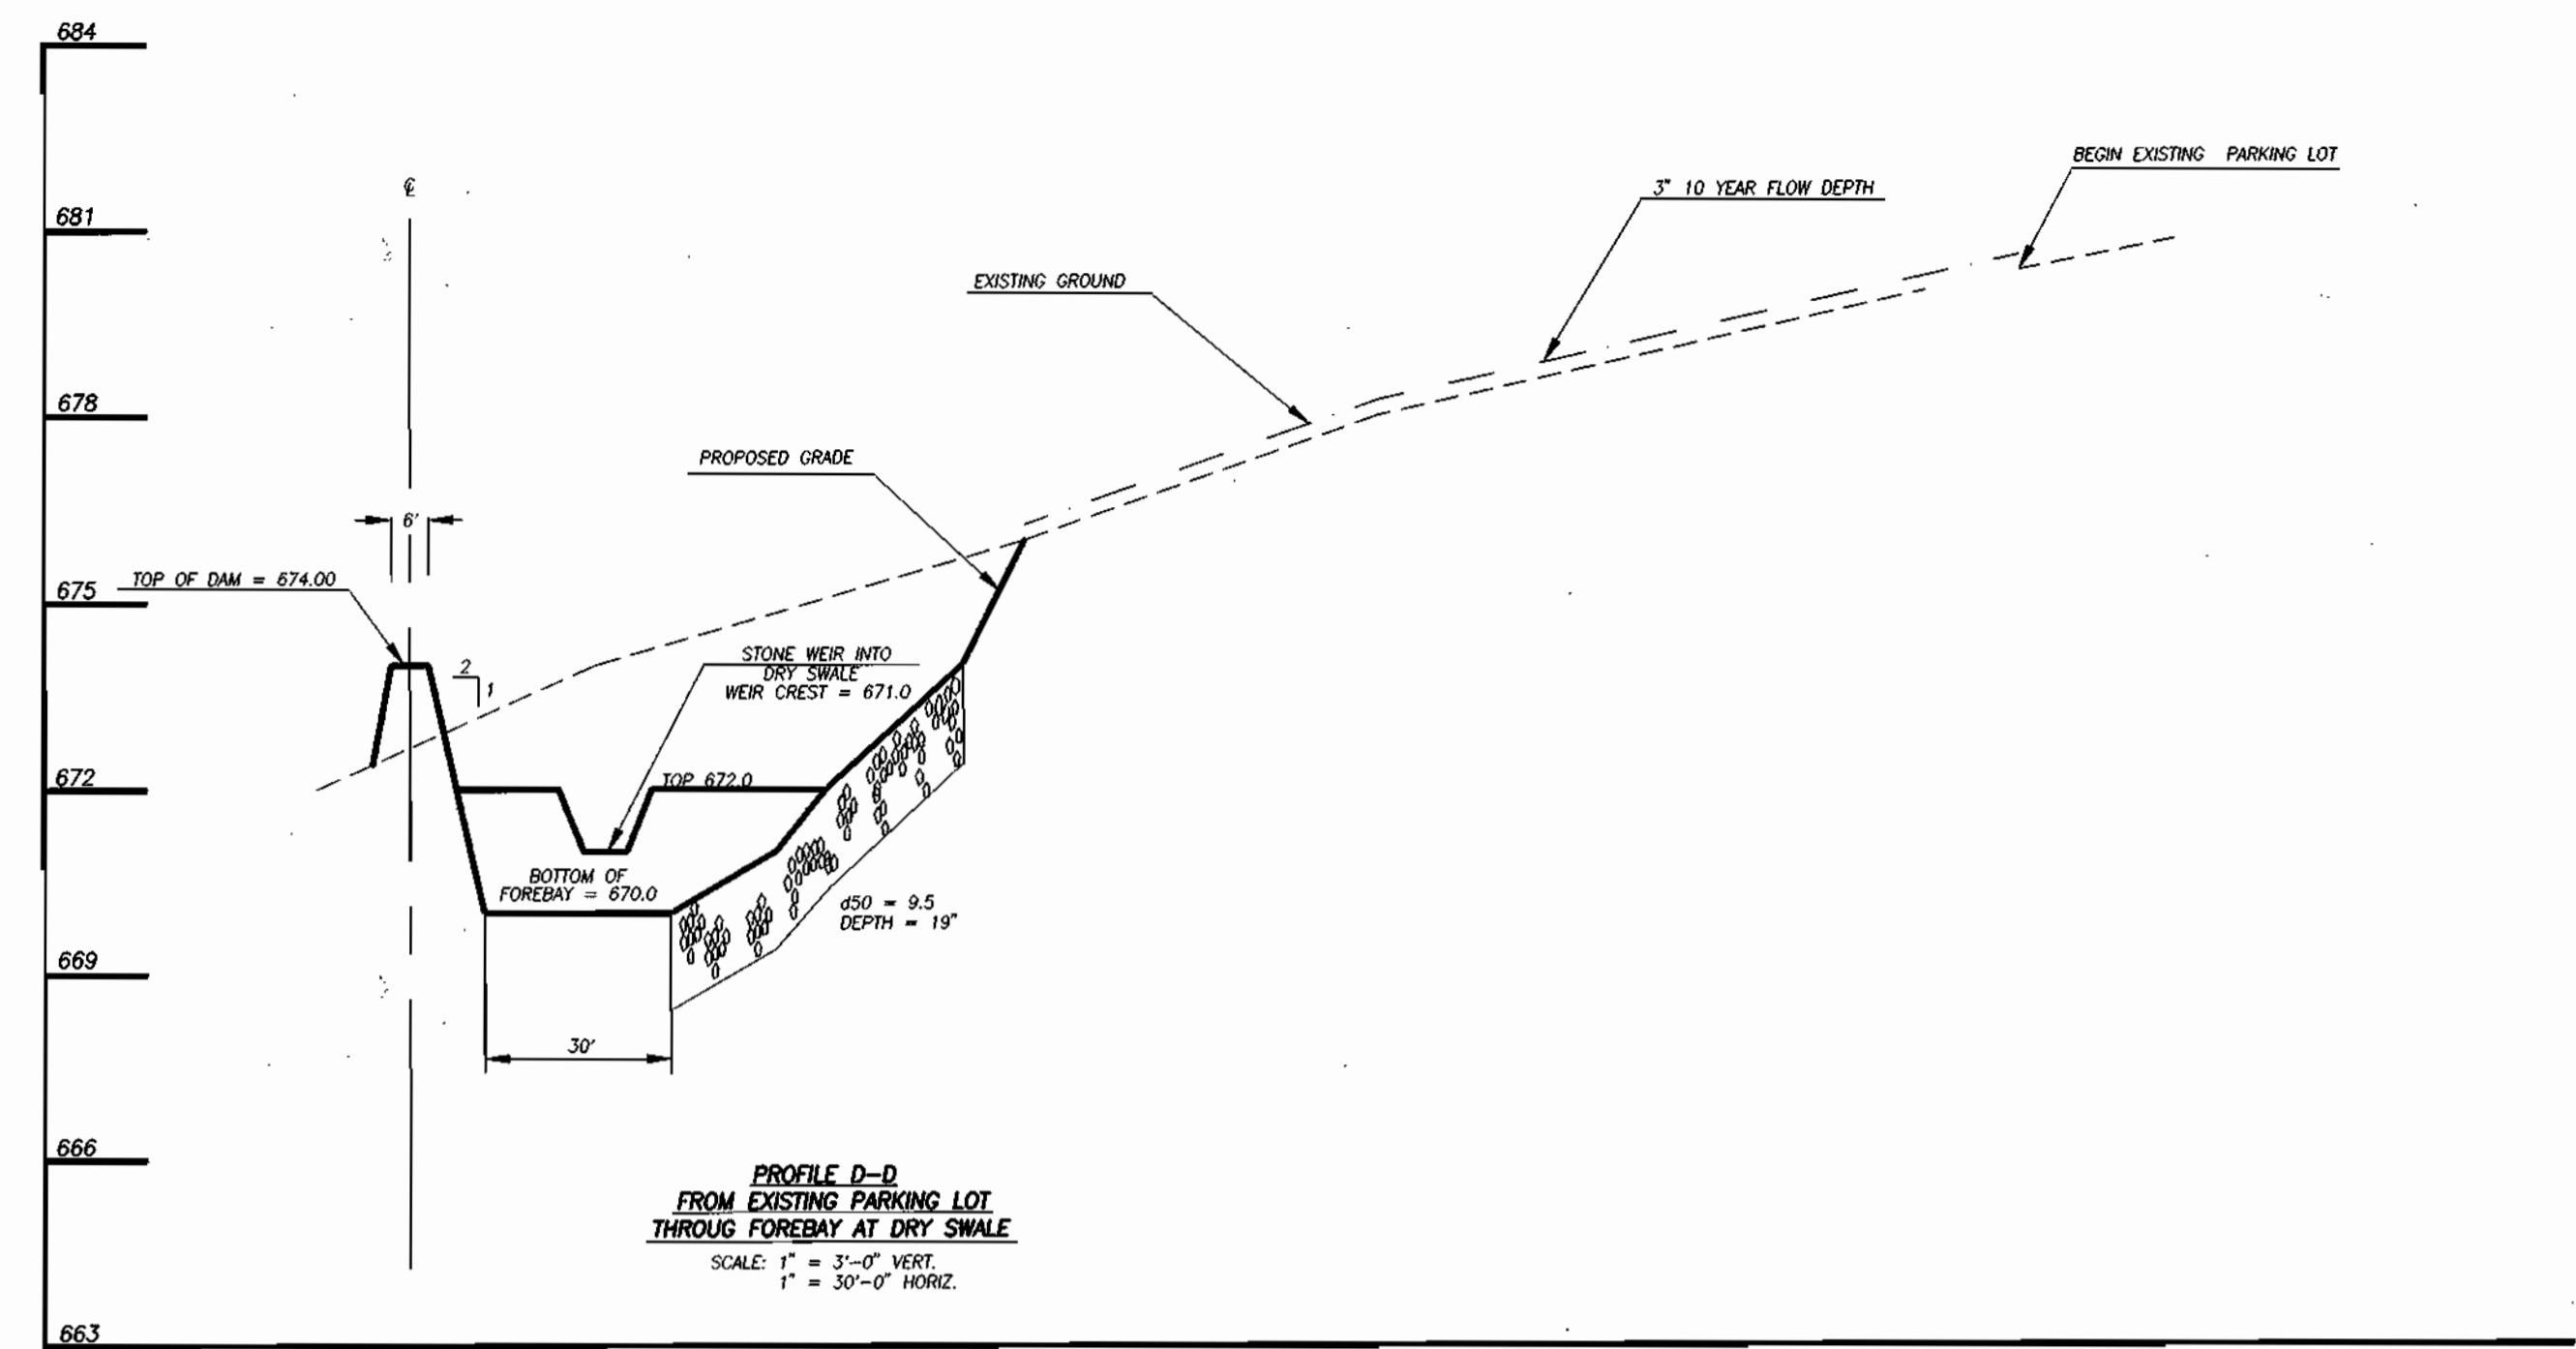 684
℄
BEGIN EXISTING PARKING LOT
3" 10 YEAR FLOW DEPTH
681
EXISTING GROUND
678
PROPOSED GRADE
6'
TOP OF DAM = 674.00
675
2
1
STONE WEIR INTO
DRY SWALE
WEIR CREST = 671.0
672
TOP 672.0
BOTTOM OF
FOREBAY = 670.0
d50 = 9.5
DEPTH = 19"
669
30'
666
PROFILE D-D
FROM EXISTING PARKING LOT
THROUG FOREBAY AT DRY SWALE
SCALE: 1" = 3'-0" VERT.
1" = 30'-0" HORIZ.
663